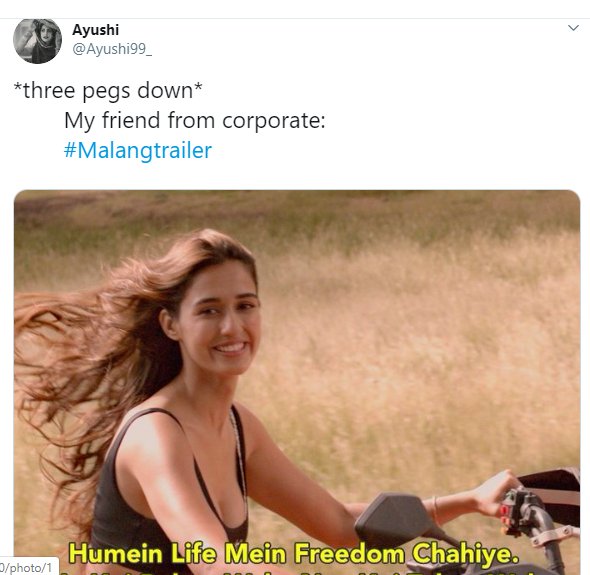 Ayushi
@Ayushi99_
*three pegs down*
My friend from corporate:
#Malangtrailer
Humein Life Mein Freedom Chahiye.
0/photo/1